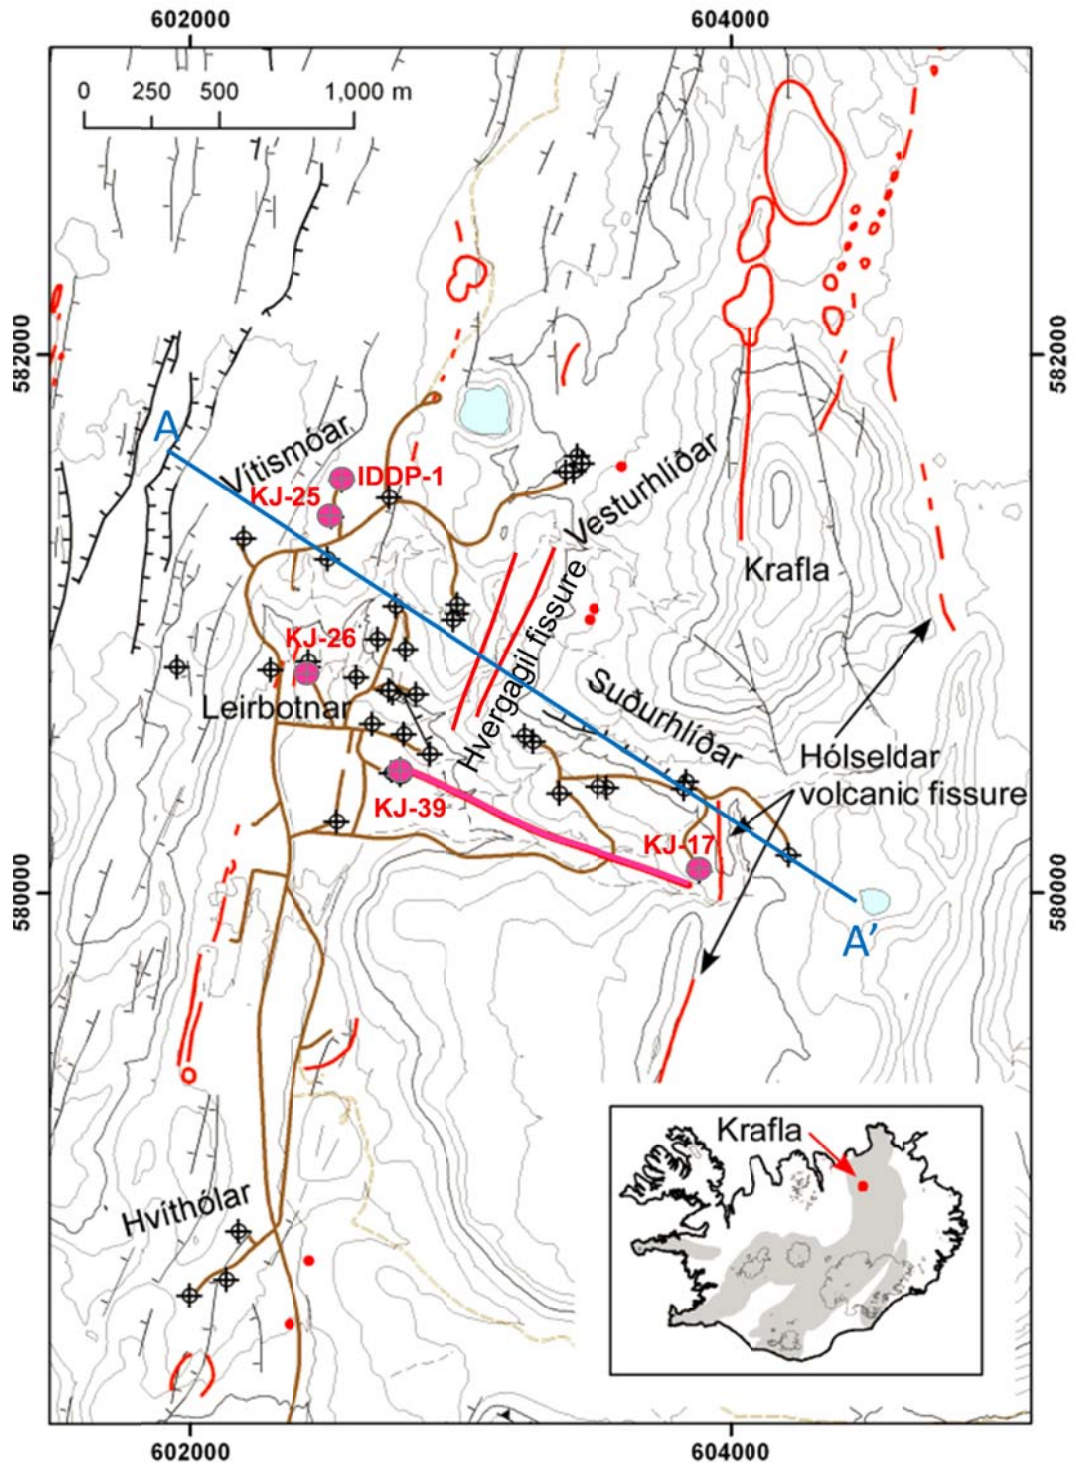 602000
604000
0 250 500 1,000 m
582000
582000
A
Vítismóar
IDDP-1
KJ-25
Vesturhlíðar
Krafla
Hvergagil fissure
KJ-26
Leirbotnar
Suðurhlíðar
Hólseldar
volcanic fissure
KJ-39
KJ-17
580000
580000
A'
Krafla
Hvíthólar
602000
604000